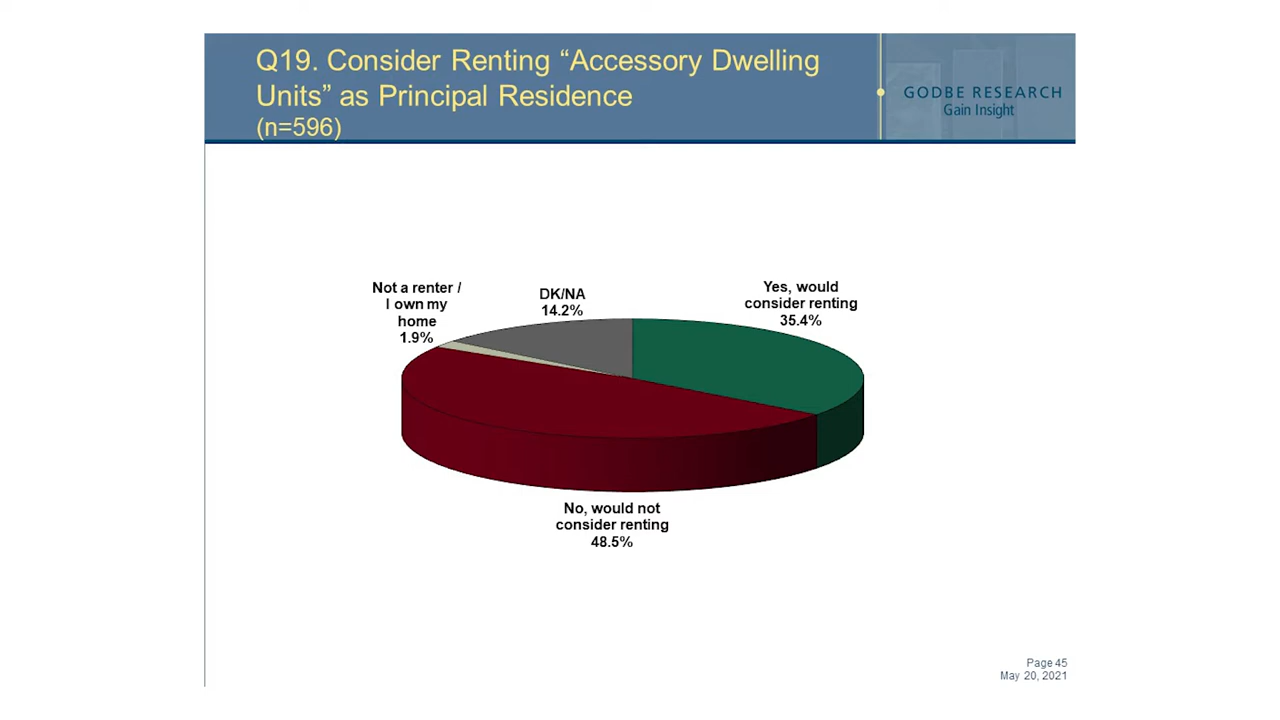 Q19. Consider Renting “Accessory Dwelling
Units” as Principal Residence
(n=596)
GODBE RESEARCH
Gain Insight
Not a renter /
I own my
home
1.9%
DK/NA
14.2%
Yes, would
consider renting
35.4%
No, would not
consider renting
48.5%
Page 45
May 20, 2021